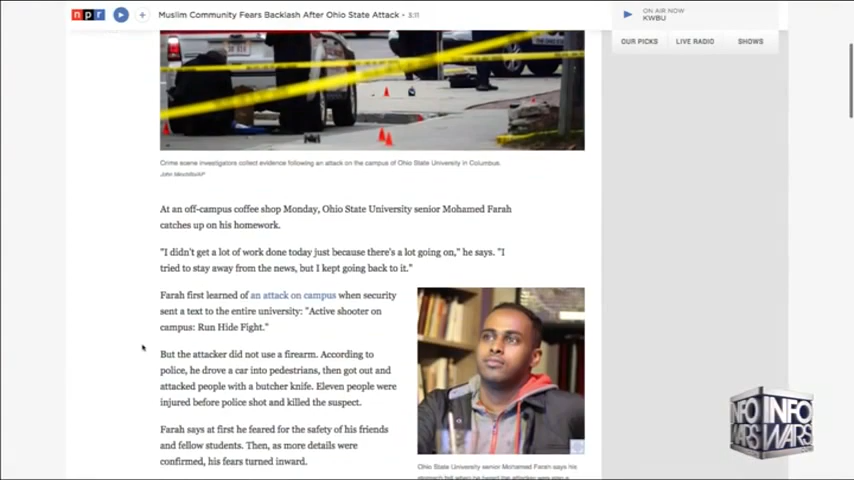 npr
Muslim Community Fears Backlash After Ohio State Attack • 3:11
ON AIR NOW
KWBU
OUR PICKS
LIVE RADIO
SHOWS
Crime scene investigators collect evidence following an attack on the campus of Ohio State University in Columbus.
At an off-campus coffee shop Monday, Ohio State University senior Mohamed Farah
catches up on his homework.
"I didn't get a lot of work done today just because there's a lot going on," he says. "I
tried to stay away from the news, but I kept going back to it."
Farah first learned of an attack on campus when security
sent a text to the entire university: "Active shooter on
campus: Run Hide Fight."
But the attacker did not use a firearm. According to
police, he drove a car into pedestrians, then got out and
attacked people with a butcher knife. Eleven people were
injured before police shot and killed the suspect.
Farah says at first he feared for the safety of his friends
and fellow students. Then, as more details were
confirmed, his fears turned inward.
Ohio State University senior Mohamed Farah says his
INFO
WARS
INFO
WARS